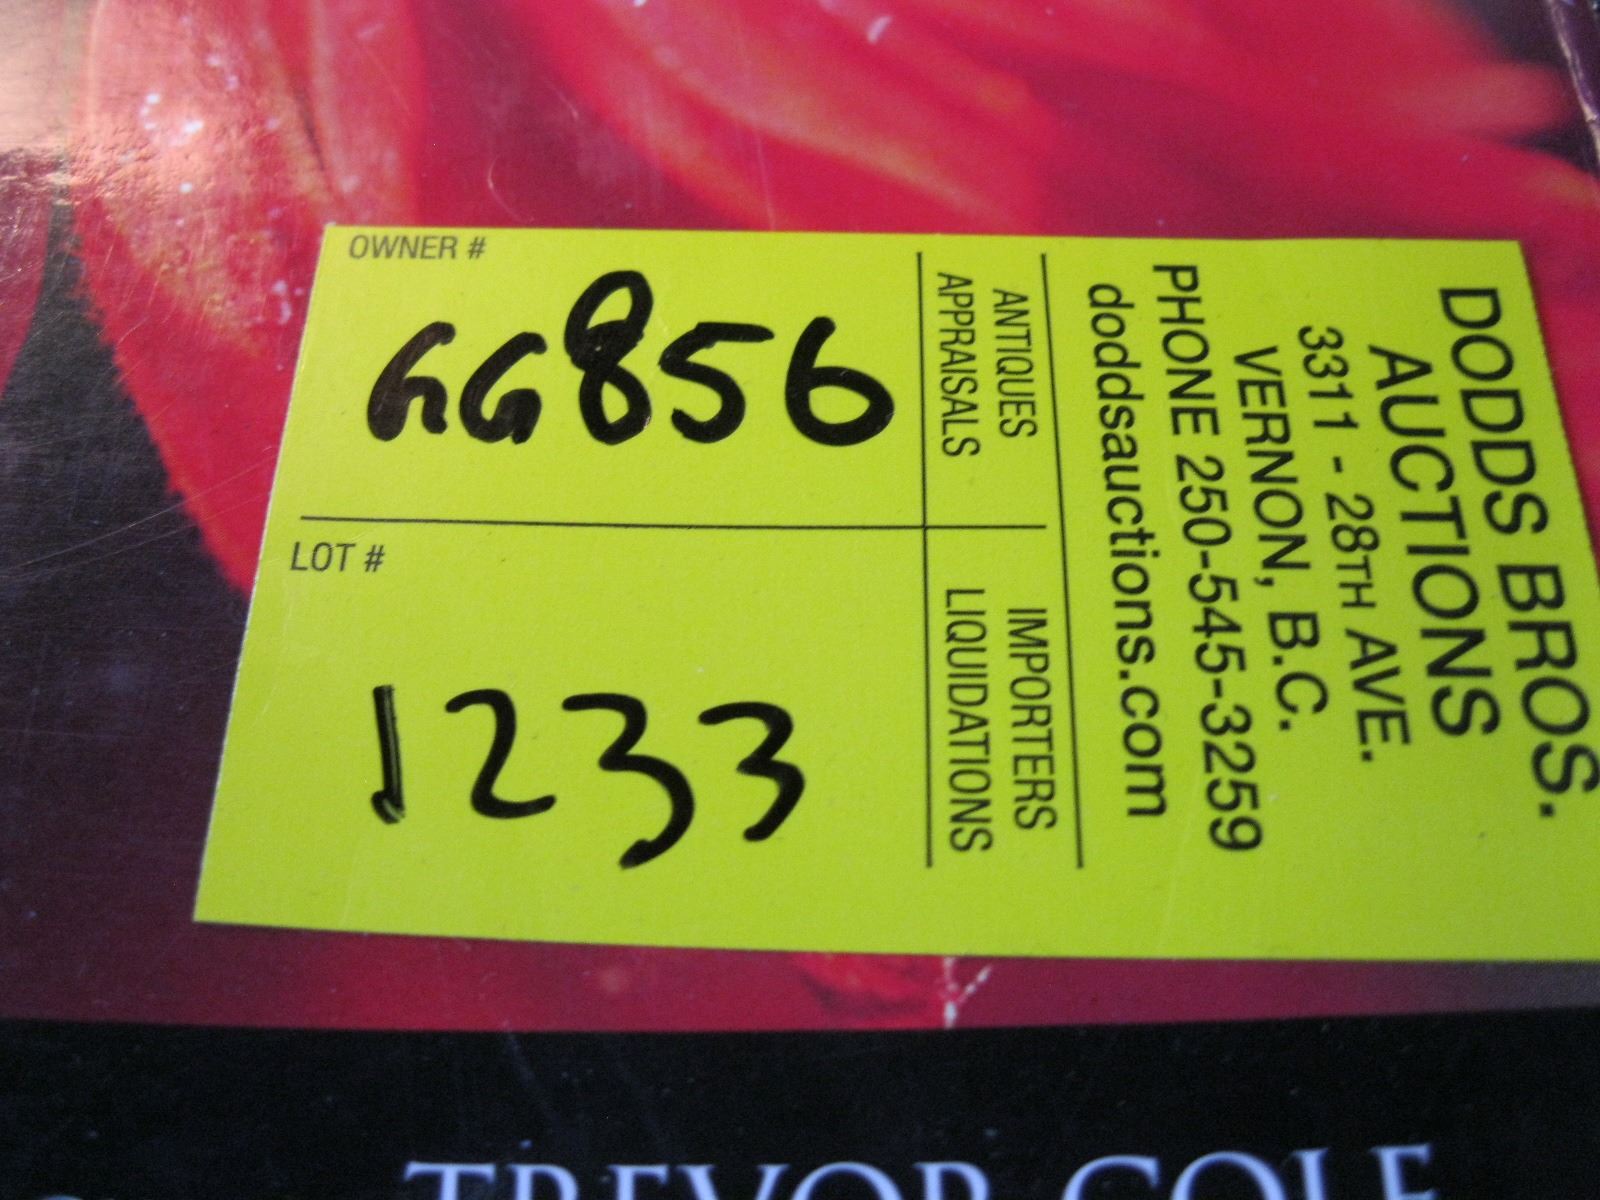 OWNER #
GG856
LOT #
1233
DODDS BROS.
AUCTIONS
3311 - 28TH AVE.
VERNON, B.C.
PHONE 250-545-3259
doddsauctions.com
ANTIQUES
APPRAISALS
IMPORTERS
LIQUIDATIONS
TREVOR COLE